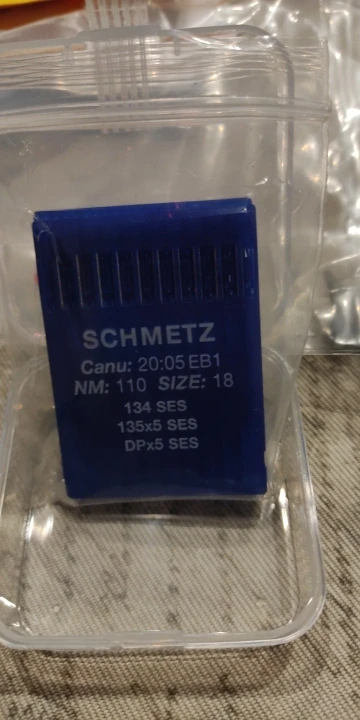 SCHMETZ
Canu: 20:05 EB1
NM: 110 SIZE: 18
134 SES
135x5 SES
DPx5 SES